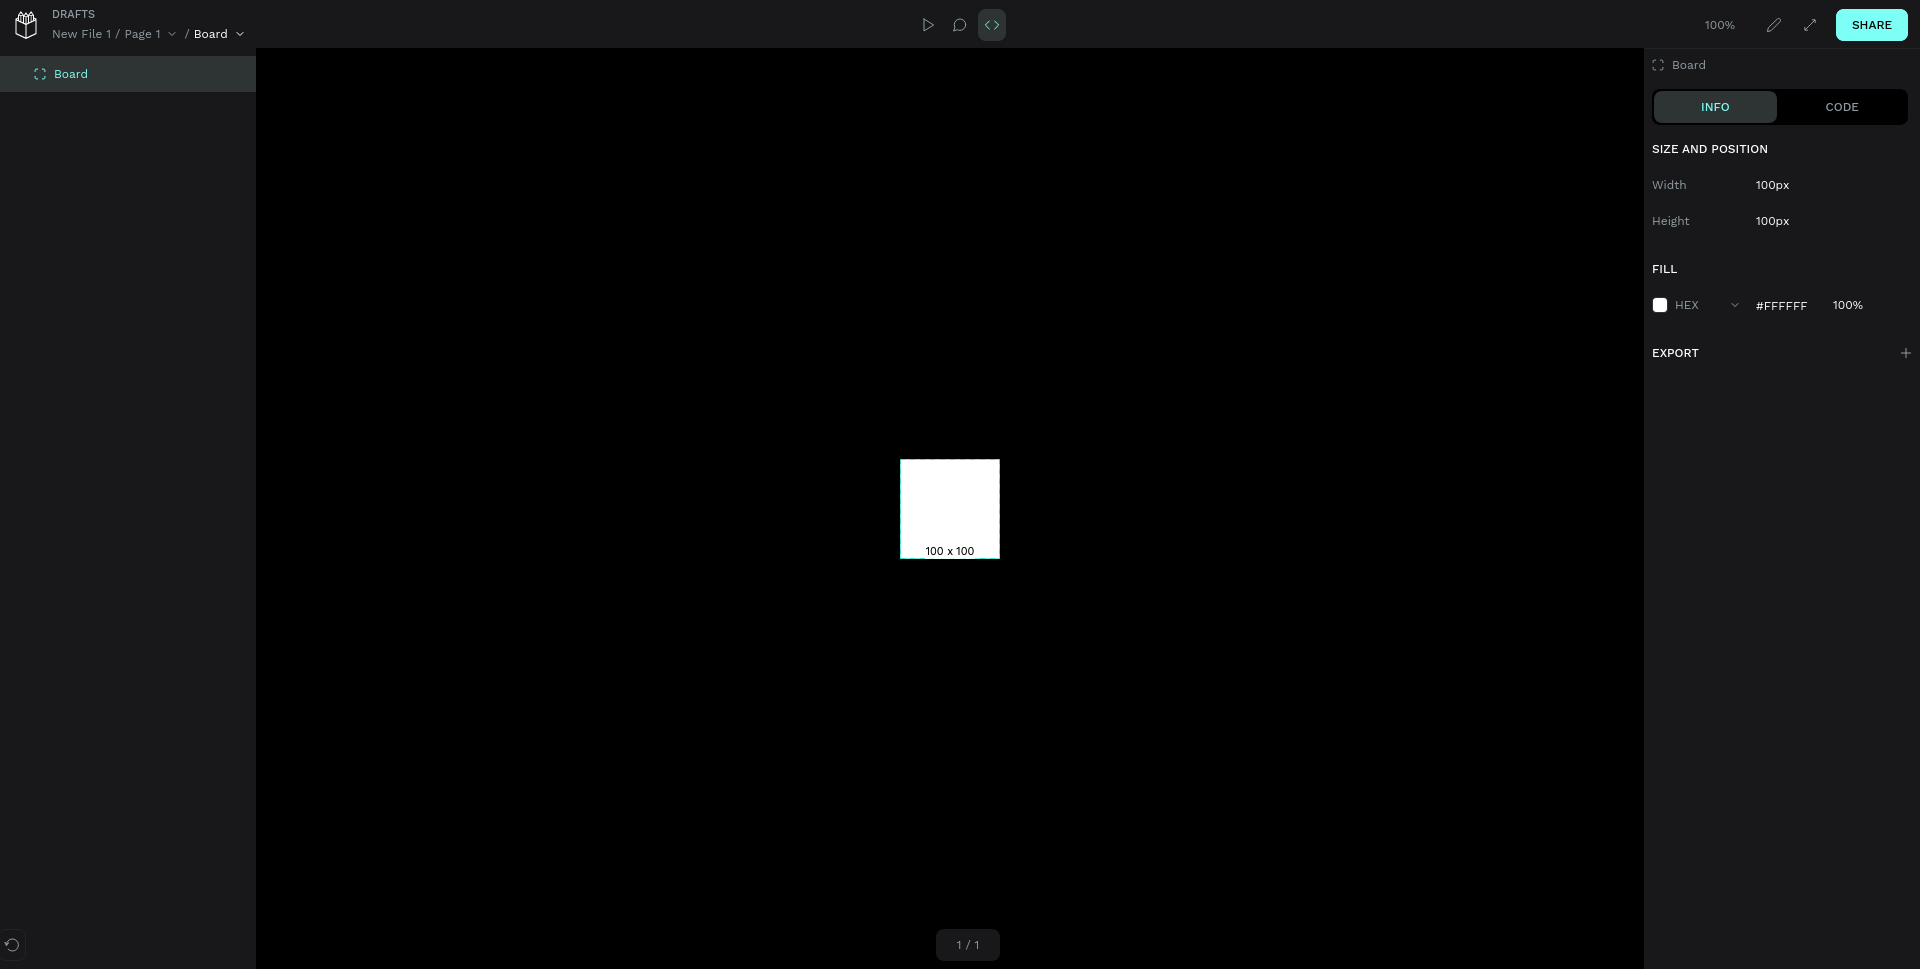 DRAFTS
New File 1 / Page 1 / Board
100%
SHARE
Board
Board
INFO
CODE
SIZE AND POSITION
Width 100px
Height 100px
FILL
HEX #FFFFFF 100%
EXPORT
100 x 100
1 / 1